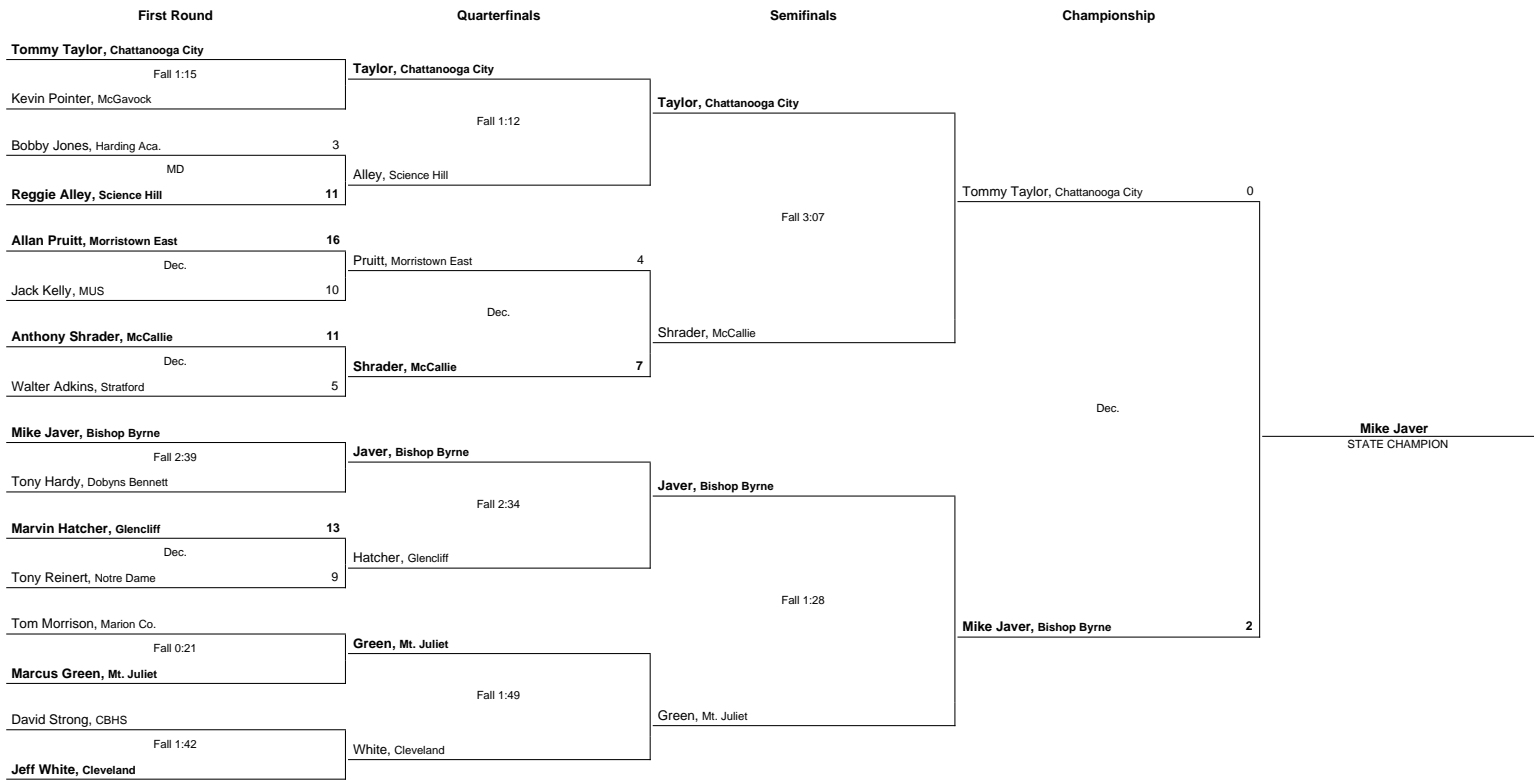 First Round Quarterfinals Semifinals Championship
Tommy Taylor, Chattanooga City
Fall 1:15
Kevin Pointer, McGavock
Bobby Jones, Harding Aca. 3
MD
Reggie Alley, Science Hill 11
Allan Pruitt, Morristown East 16
Dec.
Jack Kelly, MUS 10
Anthony Shrader, McCallie 11
Dec.
Walter Adkins, Stratford 5
Mike Javer, Bishop Byrne
Fall 2:39
Tony Hardy, Dobyns Bennett
Marvin Hatcher, Glencliff 13
Dec.
Tony Reinert, Notre Dame 9
Tom Morrison, Marion Co.
Fall 0:21
Marcus Green, Mt. Juliet
David Strong, CBHS
Fall 1:42
Jeff White, Cleveland
Taylor, Chattanooga City
Fall 1:12
Alley, Science Hill
Pruitt, Morristown East 4
Dec.
Shrader, McCallie 7
Javer, Bishop Byrne
Fall 2:34
Hatcher, Glencliff
Green, Mt. Juliet
Fall 1:49
White, Cleveland
Taylor, Chattanooga City
Fall 3:07
Shrader, McCallie
Javer, Bishop Byrne
Fall 1:28
Green, Mt. Juliet
Tommy Taylor, Chattanooga City 0
Dec.
Mike Javer, Bishop Byrne 2
Mike Javer
STATE CHAMPION